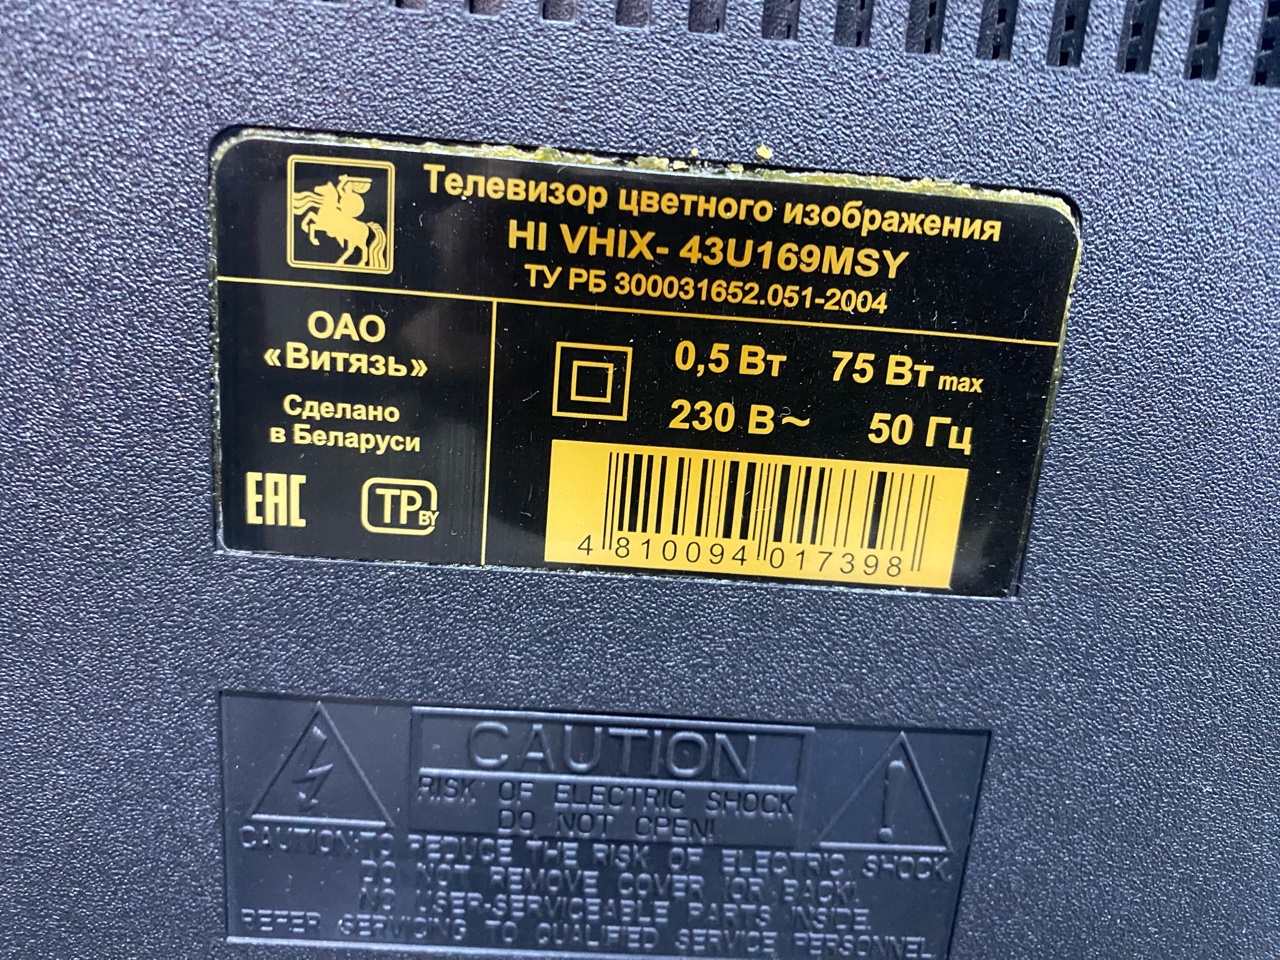 Телевизор цветного изображения
HI VHIX- 43U169MSY
ТУ РБ 300031652.051-2004
ОАО
«Витязь»
Сделано
в Беларуси
EAC
TP BY
0,5 Вт 75 Вт max
230 В ~ 50 Гц
4 810094 017398
CAUTION
RISK OF ELECTRIC SHOCK
DO NOT OPEN!
CAUTION:TO REDUCE THE RISK OF ELECTRIC SHOCK.
DO NOT REMOVE COVER (OR BACK).
NO USER-SERVICEABLE PARTS INSIDE.
REFER SERVICING TO QUALIFIED SERVICE PERSONNEL.